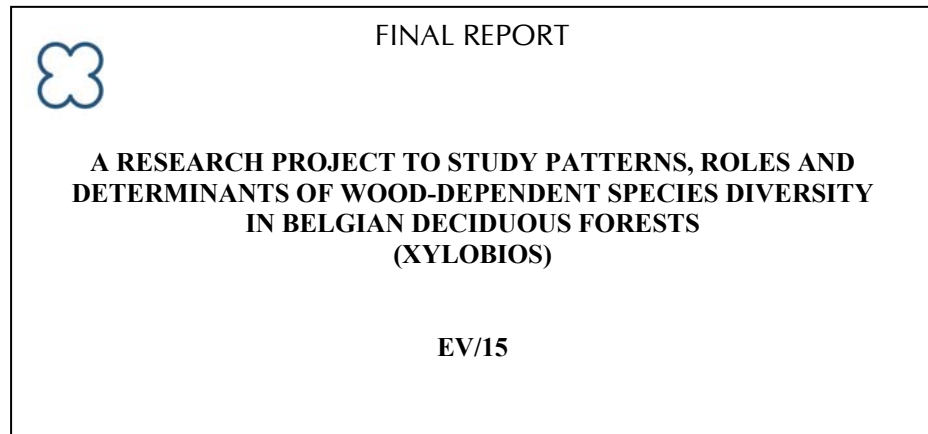 FINAL REPORT
A RESEARCH PROJECT TO STUDY PATTERNS, ROLES AND
DETERMINANTS OF WOOD-DEPENDENT SPECIES DIVERSITY
IN BELGIAN DECIDUOUS FORESTS
(XYLOBIOS)
EV/15